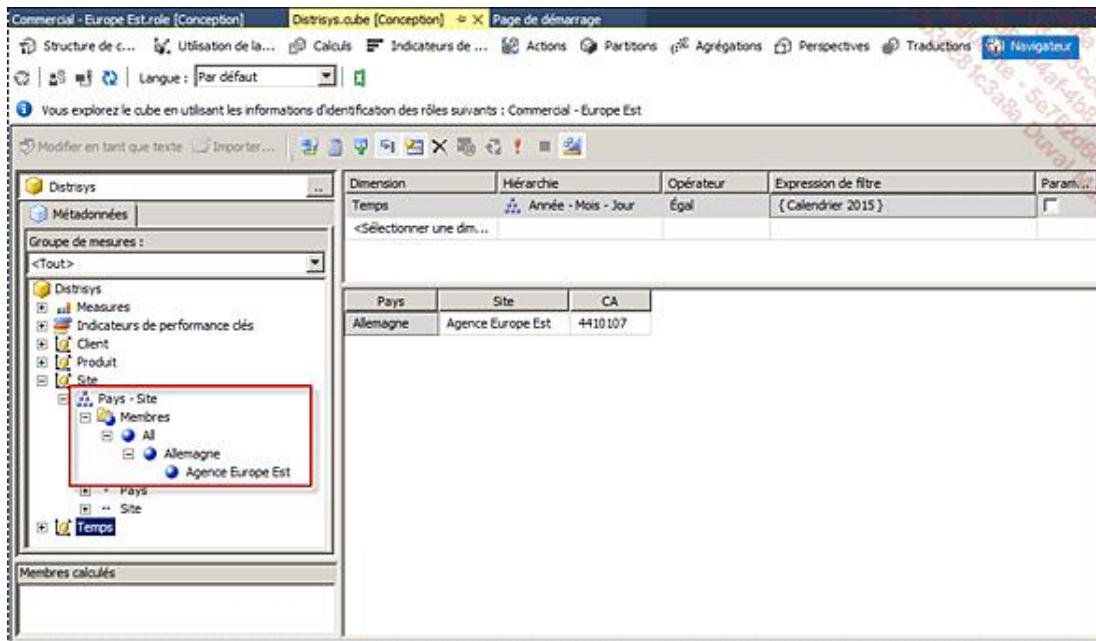 Commercial - Europe Est.role [Conception] Distrisys.cube [Conception] Page de démarrage
Structure de c... Utilisation de la... Calculs Indicateurs de ... Actions Partitions Agrégations Perspectives Traductions Navigateur
Langue : Par défaut
Vous explorez le cube en utilisant les informations d'identification des rôles suivants : Commercial - Europe Est
Modifier en tant que texte Importer...
Distrisys ..
Métadonnées
Groupe de mesures :
<Tout>
Distrisys
Measures
Indicateurs de performance clés
Client
Produit
Site
Pays - Site
Membres
All
Allemagne
Agence Europe Est
Pays
Site
Temps
Membres calculés
Dimension Hiérarchie Opérateur Expression de filtre Param...
Temps Année - Mois - Jour Égal { Calendrier 2015 }
<Sélectionner une dim...
Pays Site CA
Allemagne Agence Europe Est 4410107